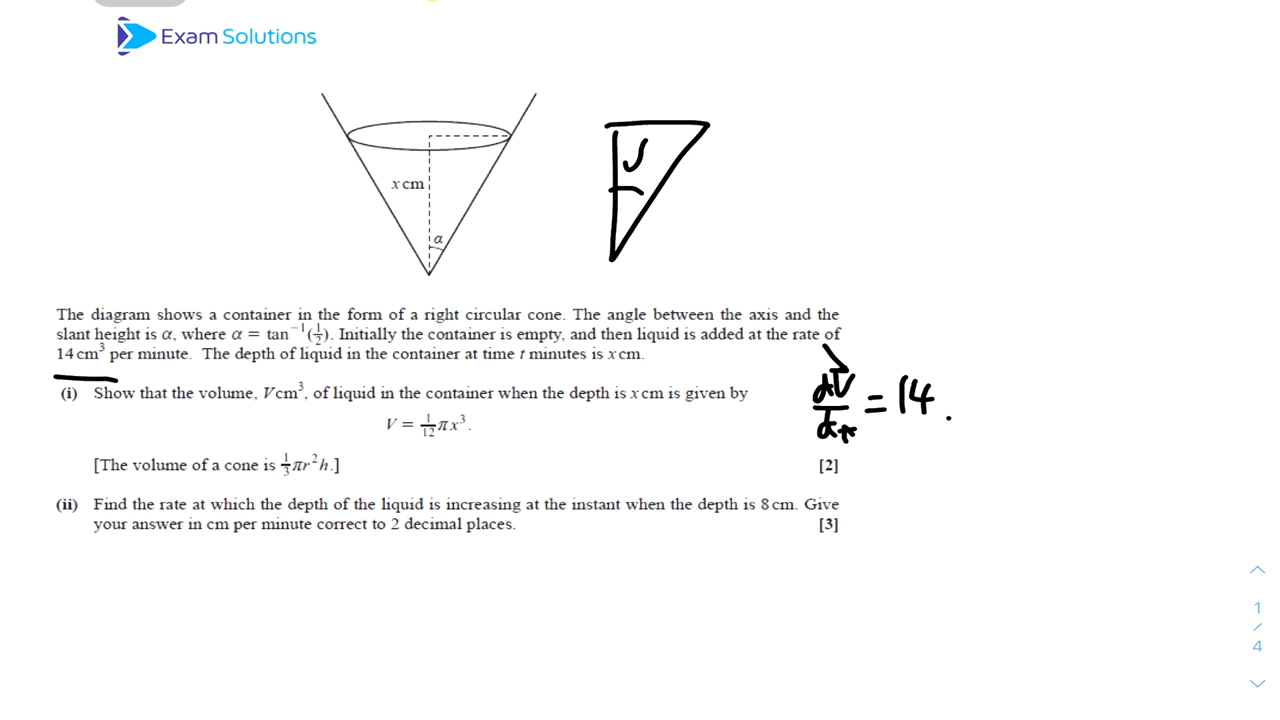 Exam Solutions
x cm
α
The diagram shows a container in the form of a right circular cone. The angle between the axis and the
slant height is α, where α = tan⁻¹(½). Initially the container is empty, and then liquid is added at the rate of
14 cm³ per minute. The depth of liquid in the container at time t minutes is x cm.
dV/dt = 14.
(i) Show that the volume, V cm³, of liquid in the container when the depth is x cm is given by
V = 1/12 πx³.
[The volume of a cone is ⅓πr²h.] [2]
(ii) Find the rate at which the depth of the liquid is increasing at the instant when the depth is 8 cm. Give
your answer in cm per minute correct to 2 decimal places. [3]
1
/
4